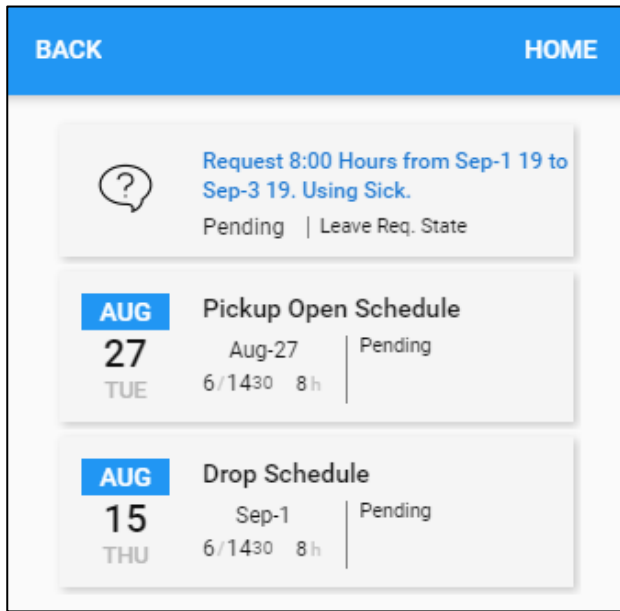 BACK HOME
Request 8:00 Hours from Sep-1 19 to
Sep-3 19. Using Sick.
Pending | Leave Req. State
AUG
27
TUE
Pickup Open Schedule
Aug-27
6/1430 8h
Pending
AUG
15
THU
Drop Schedule
Sep-1
6/1430 8h
Pending